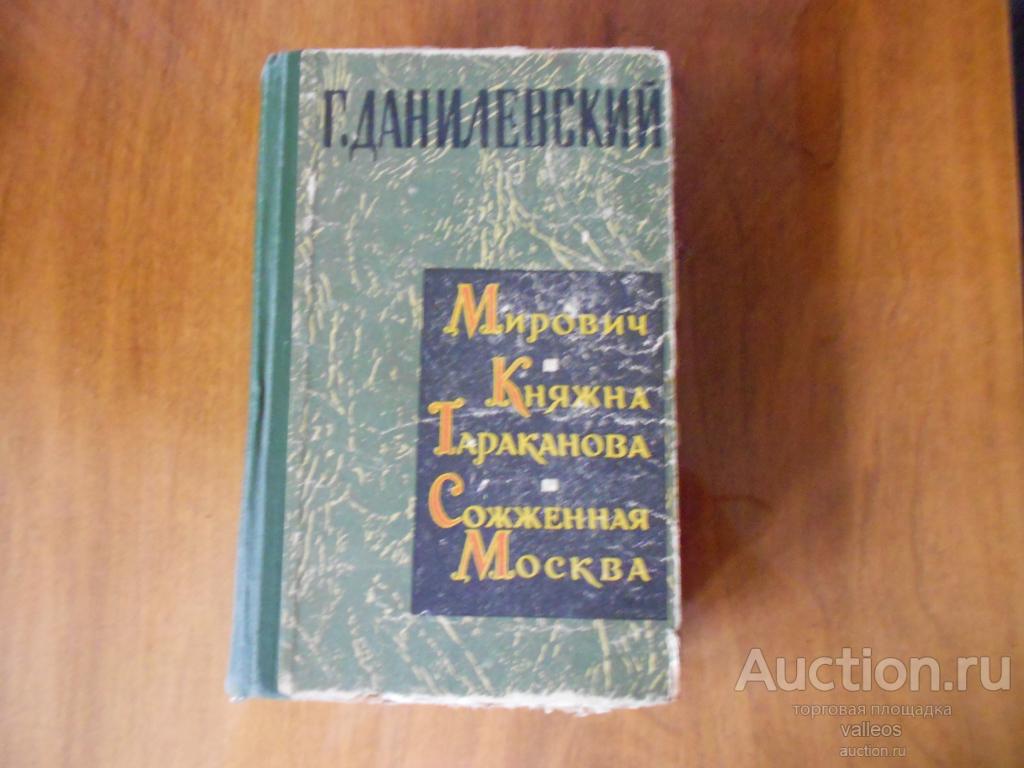 Г.ДАНИЛЕВСКИЙ
Мирович
Княжна
Тараканова
Сожженная
Москва
Auction.ru
торговая площадка
valleos
auction.ru